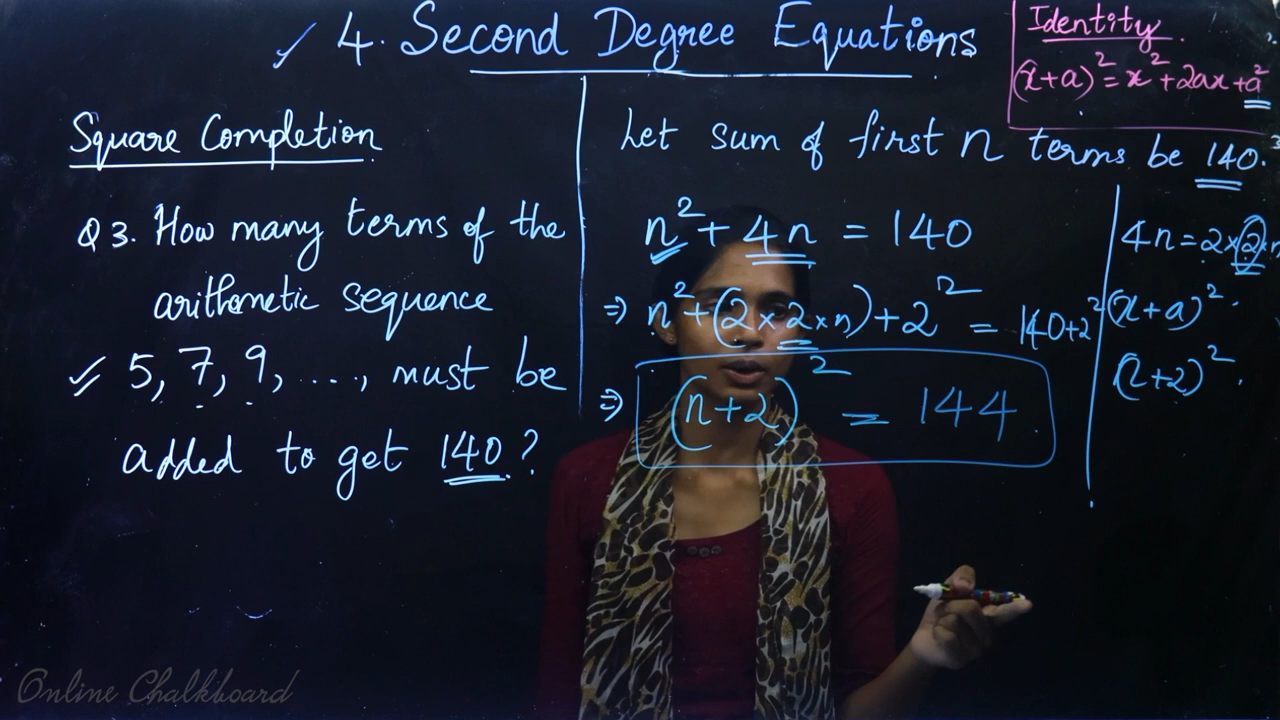 4. Second Degree Equations
Identity
(x+a)² = x² + 2ax + a²
Square Completion
Q3. How many terms of the
arithmetic sequence
5, 7, 9, ...., must be
added to get 140?
Let sum of first n terms be 140.
n² + 4n = 140
⇒ n² + (2×2×n) + 2² = 140+2²
⇒ (n+2)² = 144
4n = 2×2×n
(x+a)².
(n+2)².
Online Chalkboard